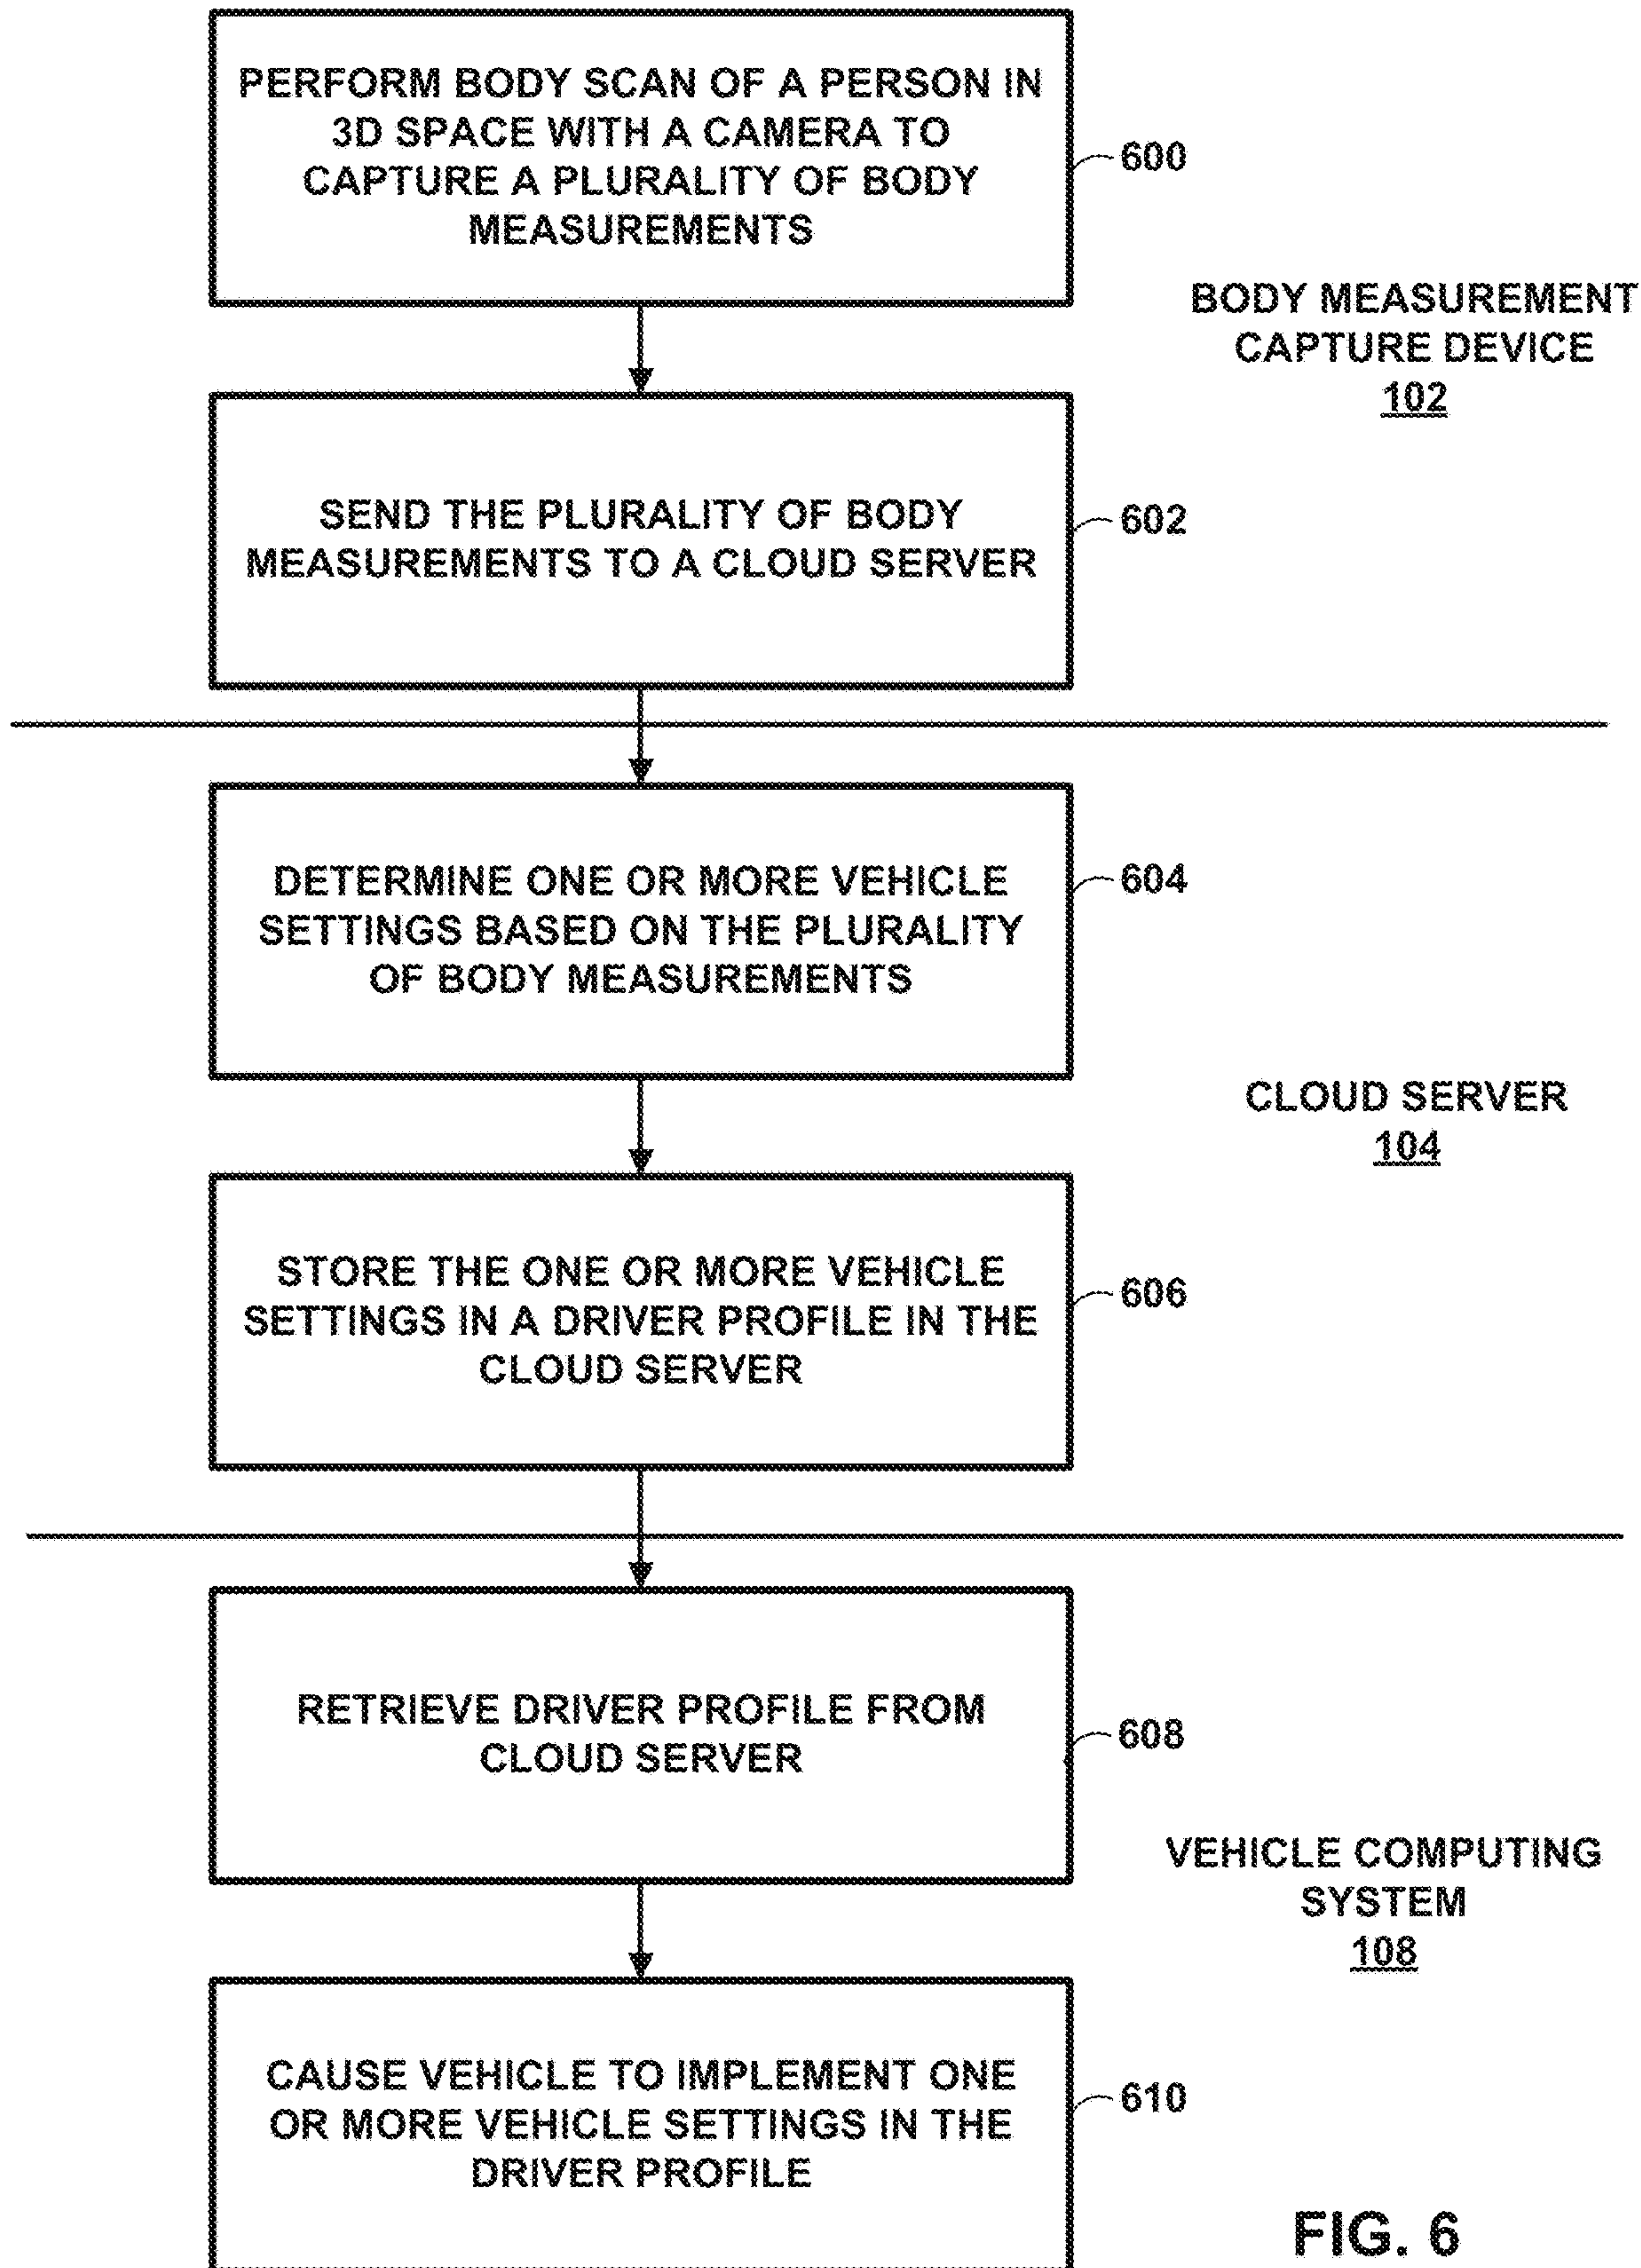 PERFORM BODY SCAN OF A PERSON IN
3D SPACE WITH A CAMERA TO
CAPTURE A PLURALITY OF BODY
MEASUREMENTS
600
BODY MEASUREMENT
CAPTURE DEVICE
102
SEND THE PLURALITY OF BODY
MEASUREMENTS TO A CLOUD SERVER
602
DETERMINE ONE OR MORE VEHICLE
SETTINGS BASED ON THE PLURALITY
OF BODY MEASUREMENTS
604
CLOUD SERVER
104
STORE THE ONE OR MORE VEHICLE
SETTINGS IN A DRIVER PROFILE IN THE
CLOUD SERVER
606
RETRIEVE DRIVER PROFILE FROM
CLOUD SERVER
608
VEHICLE COMPUTING
SYSTEM
108
CAUSE VEHICLE TO IMPLEMENT ONE
OR MORE VEHICLE SETTINGS IN THE
DRIVER PROFILE
610
FIG. 6